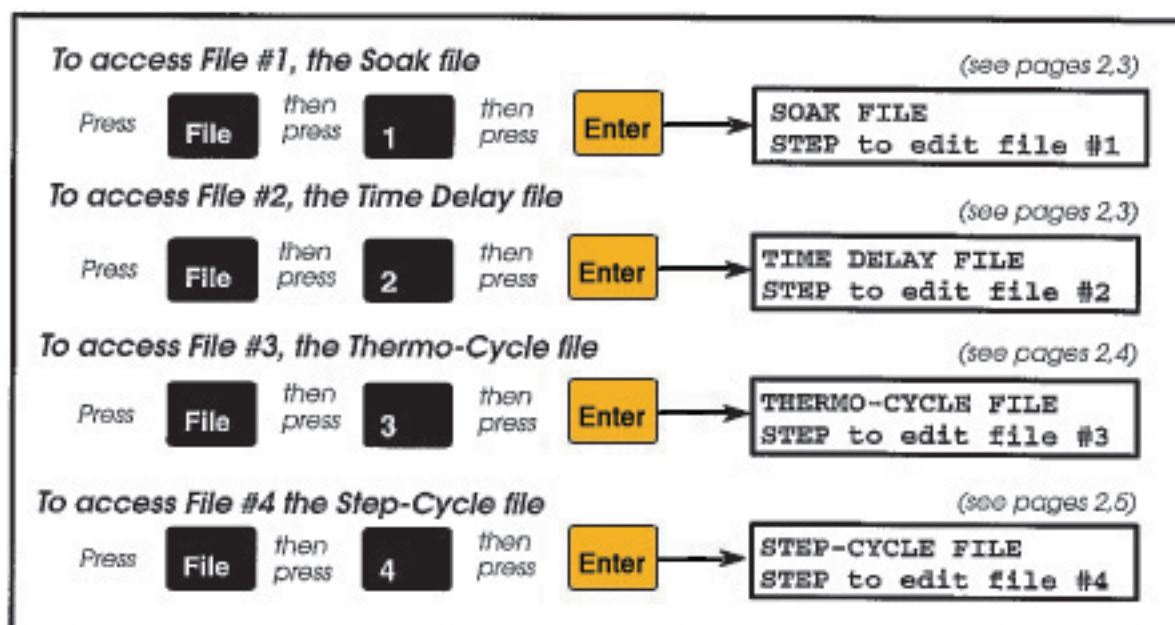 To access File #1, the Soak file
(see pages 2,3)
Press File then press 1 then press Enter
SOAK FILE
STEP to edit file #1
To access File #2, the Time Delay file
(see pages 2,3)
Press File then press 2 then press Enter
TIME DELAY FILE
STEP to edit file #2
To access File #3, the Thermo-Cycle file
(see pages 2,4)
Press File then press 3 then press Enter
THERMO-CYCLE FILE
STEP to edit file #3
To access File #4 the Step-Cycle file
(see pages 2,5)
Press File then press 4 then press Enter
STEP-CYCLE FILE
STEP to edit file #4